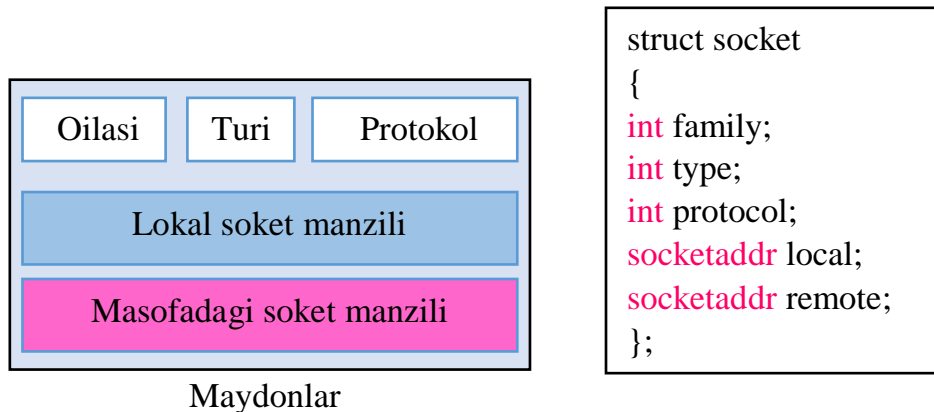 Oilasi
Turi
Protokol
Lokal soket manzili
Masofadagi soket manzili
Maydonlar
struct socket
{
int family;
int type;
int protocol;
socketaddr local;
socketaddr remote;
};